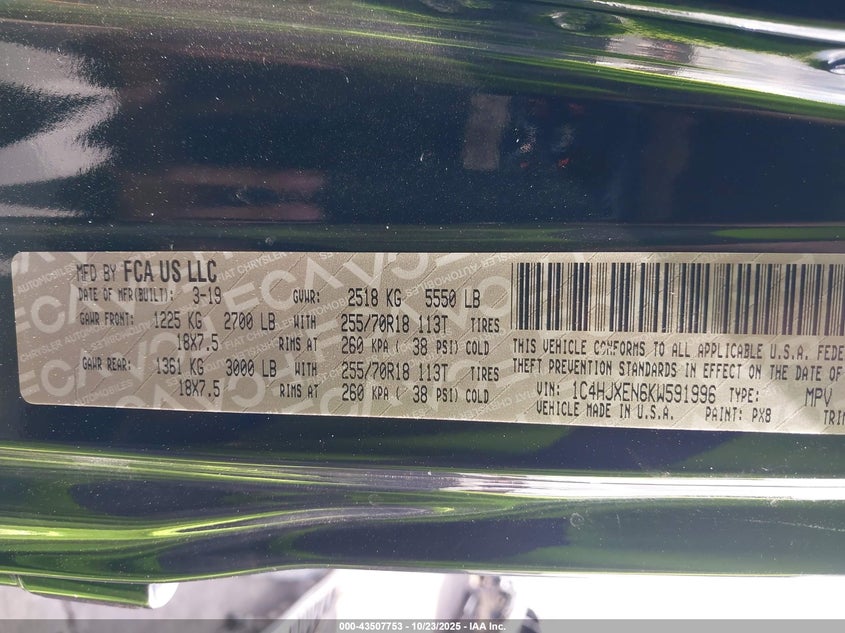 MFD BY FCA US LLC
DATE OF MFR(BUILT): 3-19 GVWR: 2518 KG 5550 LB
GAWR FRONT: 1225 KG 2700 LB WITH 255/70R18 113T TIRES
18X7.5 RIMS AT 260 KPA ( 38 PSI) COLD
GAWR REAR: 1361 KG 3000 LB WITH 255/70R18 113T TIRES
18X7.5 RIMS AT 260 KPA ( 38 PSI) COLD
THIS VEHICLE CONFORMS TO ALL APPLICABLE U.S.A. FEDE
THEFT PREVENTION STANDARDS IN EFFECT ON THE DATE OF
VIN: 1C4HJXEN6KW591996 TYPE: MPV
VEHICLE MADE IN U.S.A. PAINT: PX8 TRIM
000-43507753 - 10/23/2025 - IAA Inc.